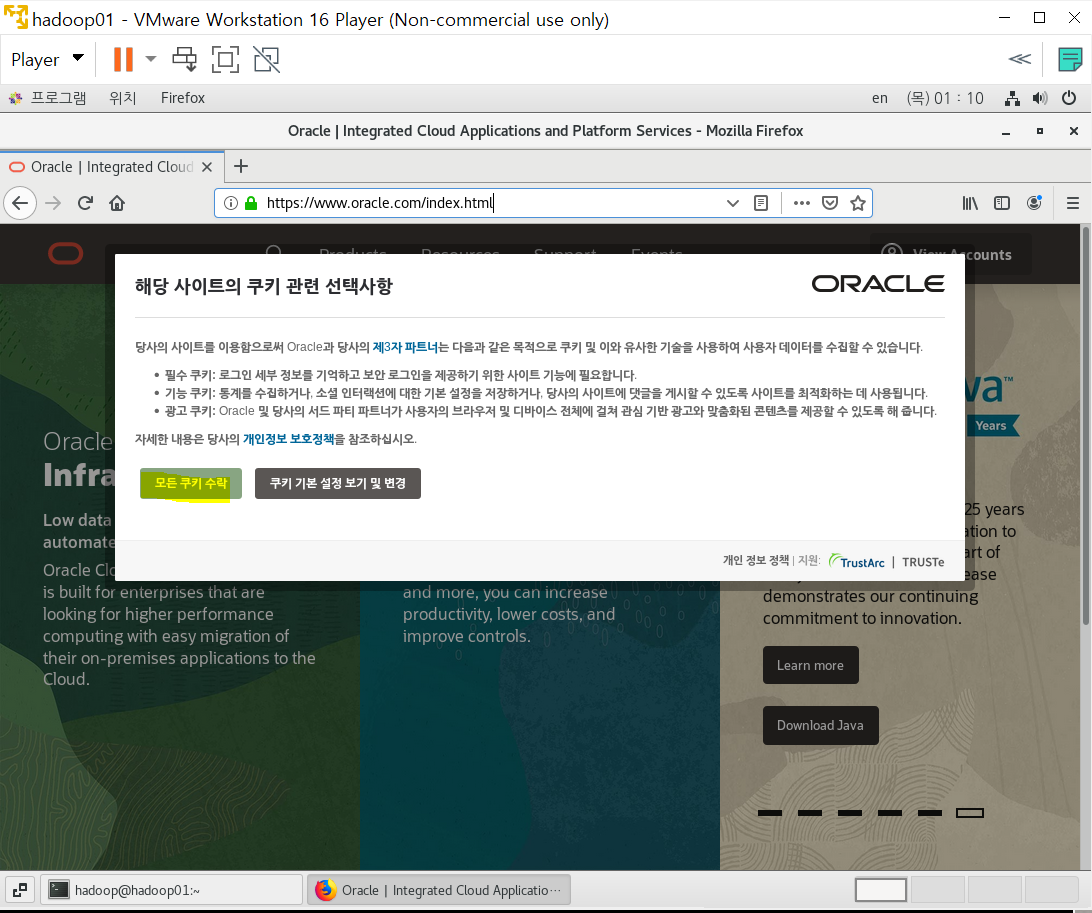 hadoop01 - VMware Workstation 16 Player (Non-commercial use only)
Player
프로그램 위치 Firefox en (목) 01 : 10
Oracle | Integrated Cloud Applications and Platform Services - Mozilla Firefox
Oracle | Integrated Cloud
https://www.oracle.com/index.html
Products Resources Support Events View Accounts
해당 사이트의 쿠키 관련 선택사항
ORACLE
당사의 사이트를 이용함으로써 Oracle과 당사의 제3자 파트너는 다음과 같은 목적으로 쿠키 및 이와 유사한 기술을 사용하여 사용자 데이터를 수집할 수 있습니다.
• 필수 쿠키: 로그인 세부 정보를 기억하고 보안 로그인을 제공하기 위한 사이트 기능에 필요합니다.
• 기능 쿠키: 통계를 수집하거나, 소셜 인터랙션에 대한 기본 설정을 저장하거나, 당사의 사이트에 댓글을 게시할 수 있도록 사이트를 최적화하는 데 사용됩니다.
• 광고 쿠키: Oracle 및 당사의 서드 파티 파트너가 사용자의 브라우저 및 디바이스 전체에 걸쳐 관심 기반 광고와 맞춤화된 콘텐츠를 제공할 수 있도록 해 줍니다.
자세한 내용은 당사의 개인정보 보호정책을 참조하십시오.
모든 쿠키 수락 쿠키 기본 설정 보기 및 변경
개인 정보 정책 | 지원: TrustArc | TRUSTe
Oracle
Infra
Low data
automate
Oracle Clo
is built for enterprises that are
looking for higher performance
computing with easy migration of
their on-premises applications to the
Cloud.
and more, you can increase
productivity, lower costs, and
improve controls.
va™
Years
25 years
ation to
art of
ease
demonstrates our continuing
commitment to innovation.
Learn more
Download Java
hadoop@hadoop01:~ Oracle | Integrated Cloud Applicatio···